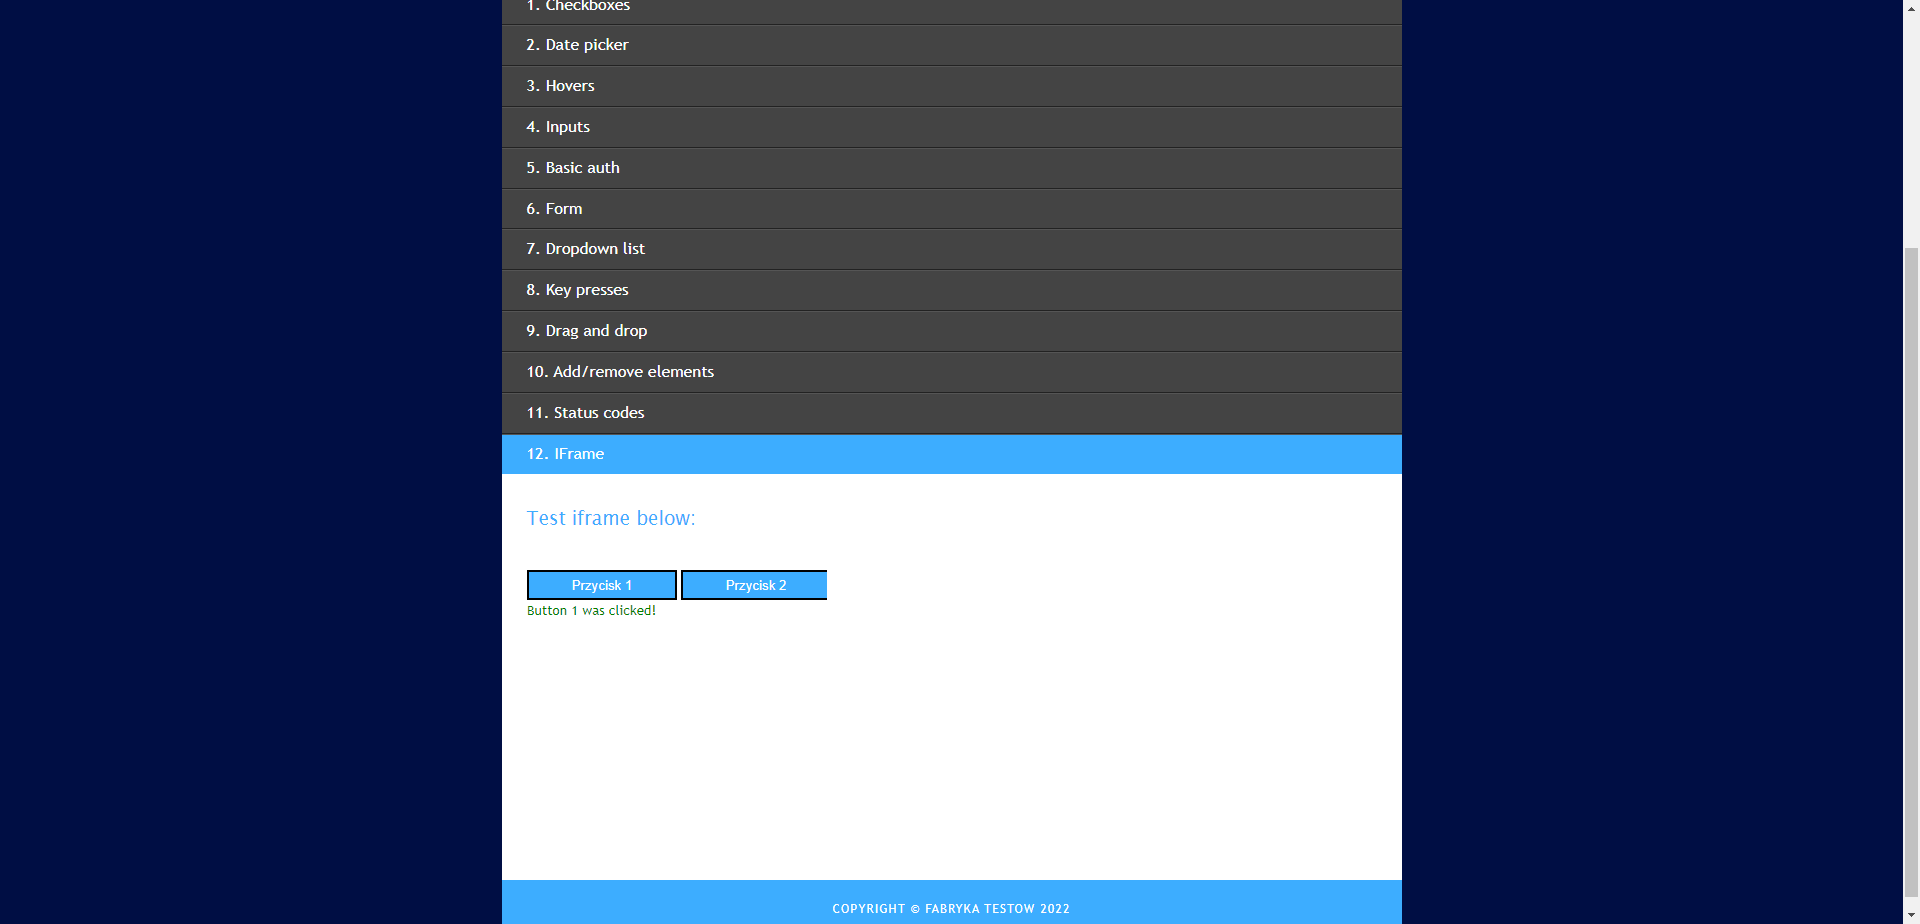 1. Checkboxes
2. Date picker
3. Hovers
4. Inputs
5. Basic auth
6. Form
7. Dropdown list
8. Key presses
9. Drag and drop
10. Add/remove elements
11. Status codes
12. IFrame
Test iframe below:
Przycisk 1 Przycisk 2
Button 1 was clicked!
COPYRIGHT © FABRYKA TESTOW 2022